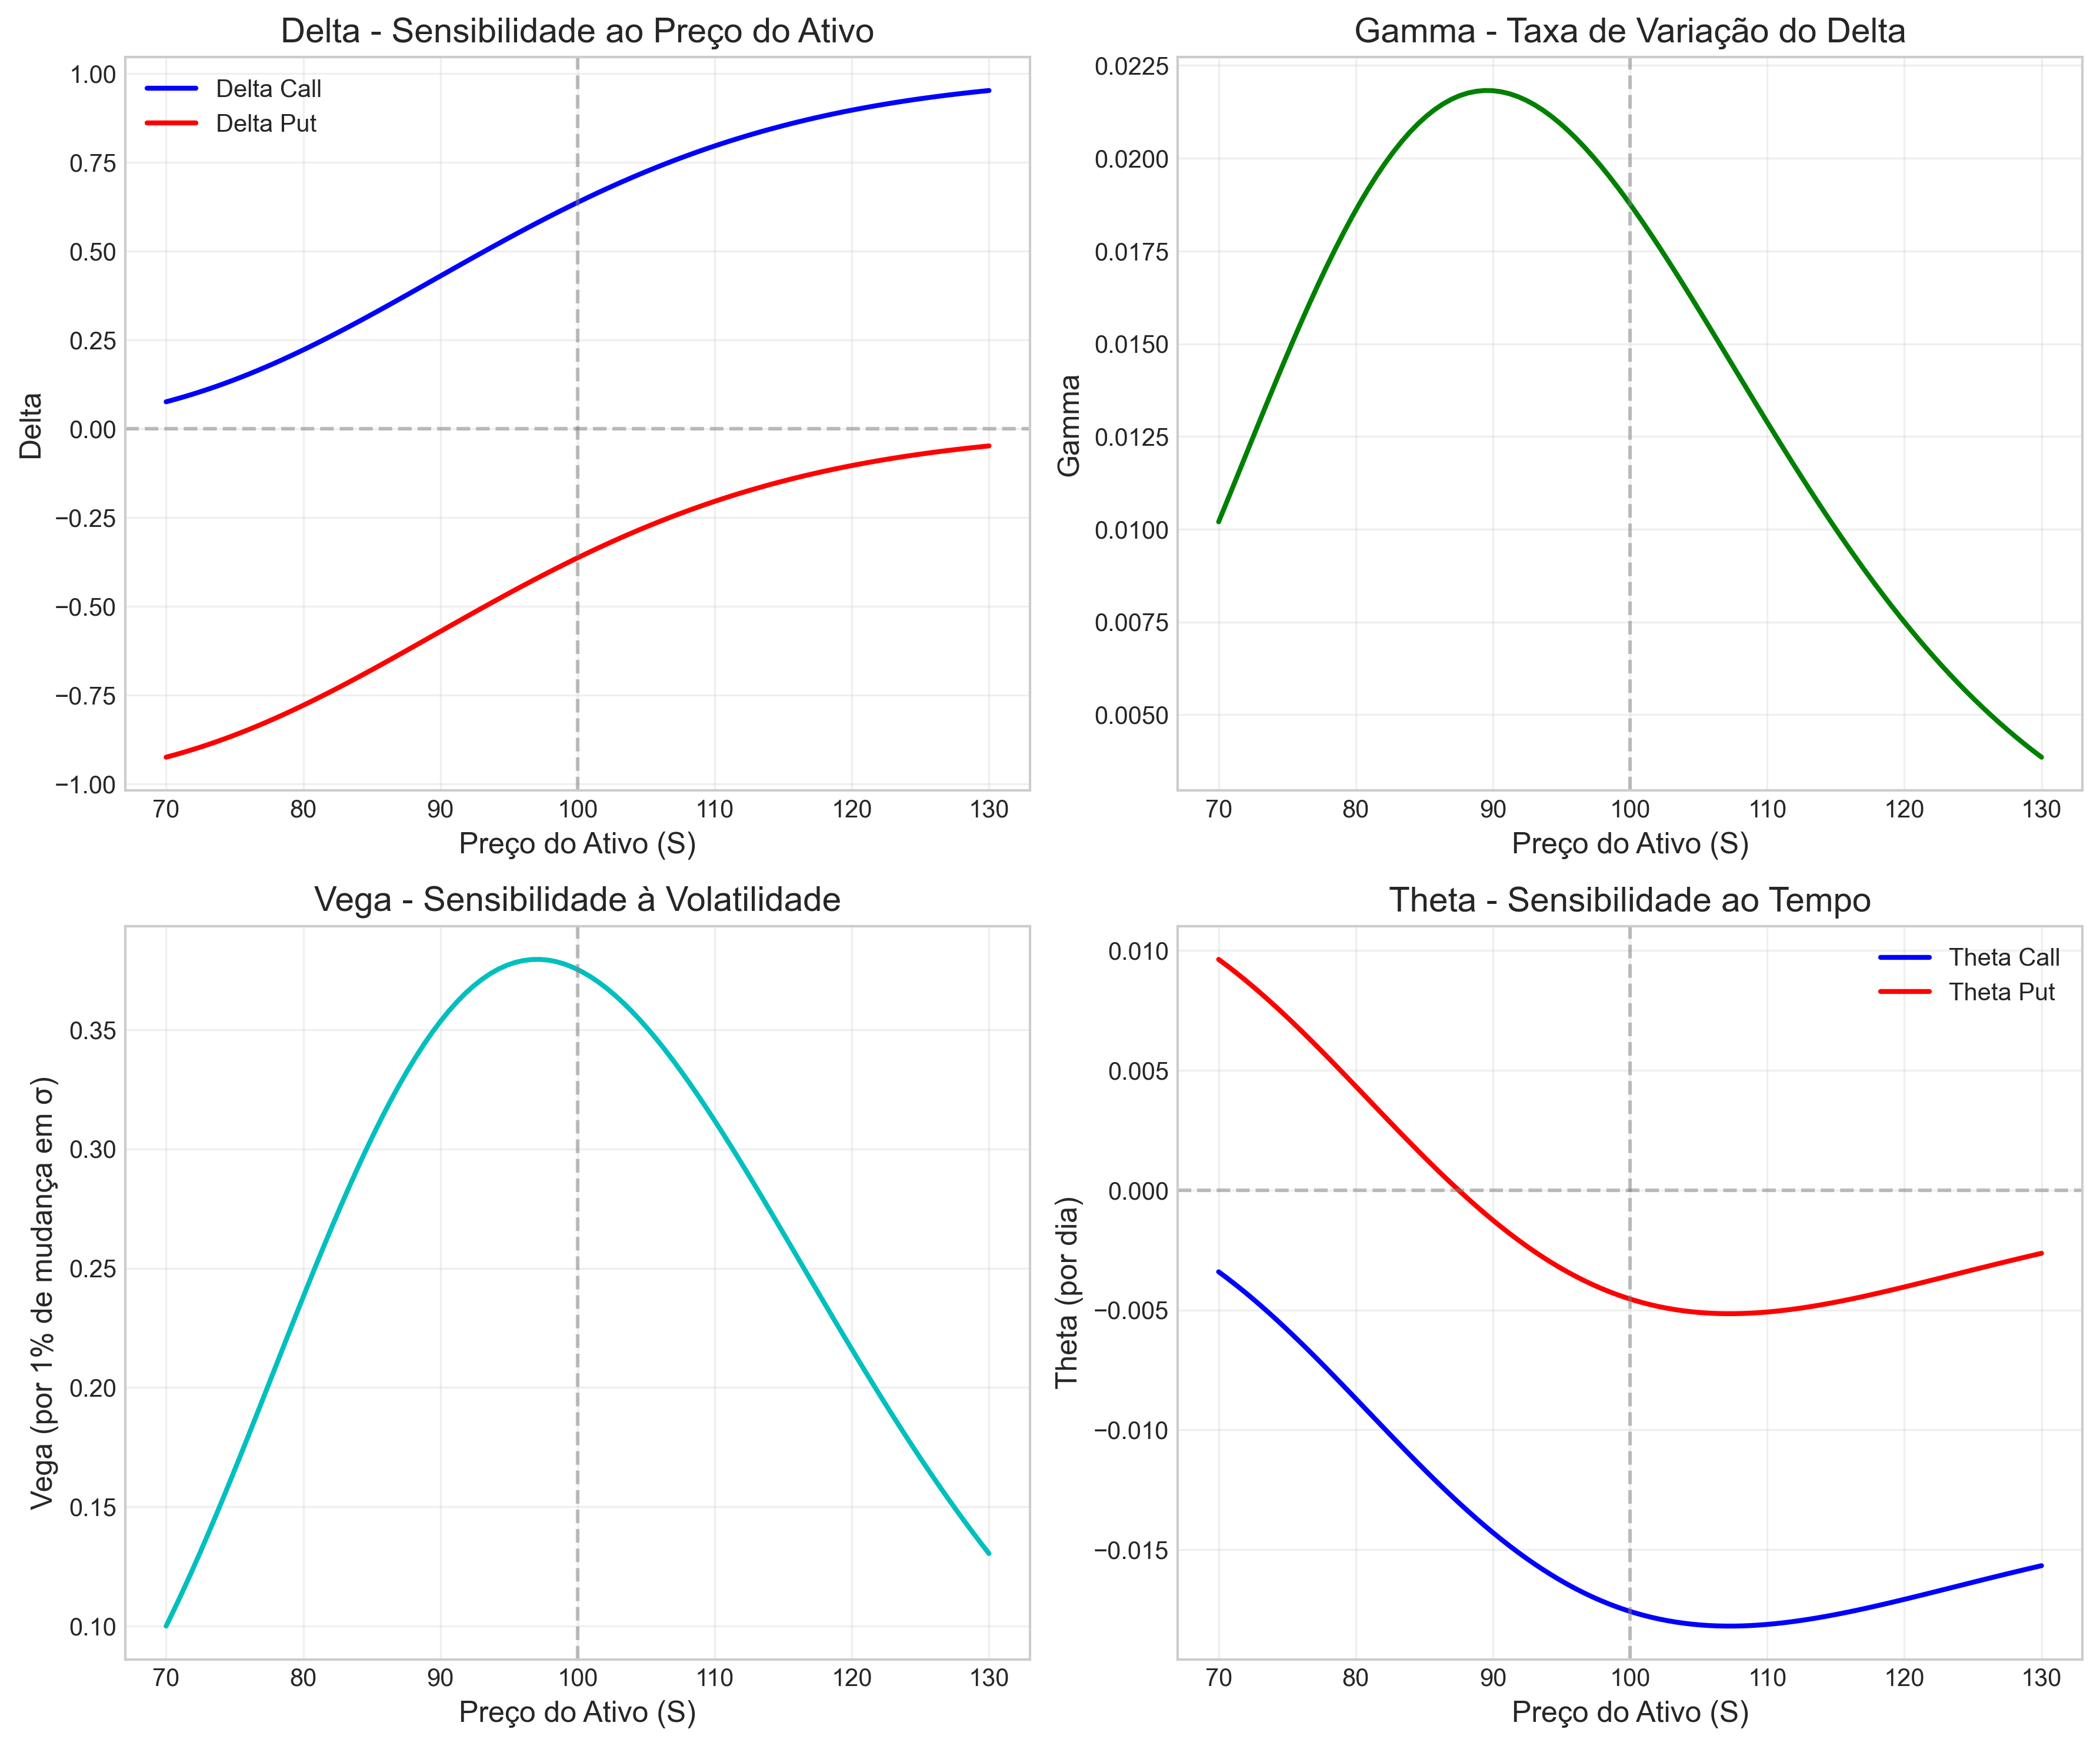 Delta - Sensibilidade ao Preço do Ativo
Delta Call
Delta Put
1.00
0.75
0.50
0.25
0.00
−0.25
−0.50
−0.75
−1.00
Delta
70 80 90 100 110 120 130
Preço do Ativo (S)
Gamma - Taxa de Variação do Delta
0.0225
0.0200
0.0175
0.0150
0.0125
0.0100
0.0075
0.0050
Gamma
70 80 90 100 110 120 130
Preço do Ativo (S)
Vega - Sensibilidade à Volatilidade
0.35
0.30
0.25
0.20
0.15
0.10
Vega (por 1% de mudança em σ)
70 80 90 100 110 120 130
Preço do Ativo (S)
Theta - Sensibilidade ao Tempo
Theta Call
Theta Put
0.010
0.005
0.000
−0.005
−0.010
−0.015
Theta (por dia)
70 80 90 100 110 120 130
Preço do Ativo (S)